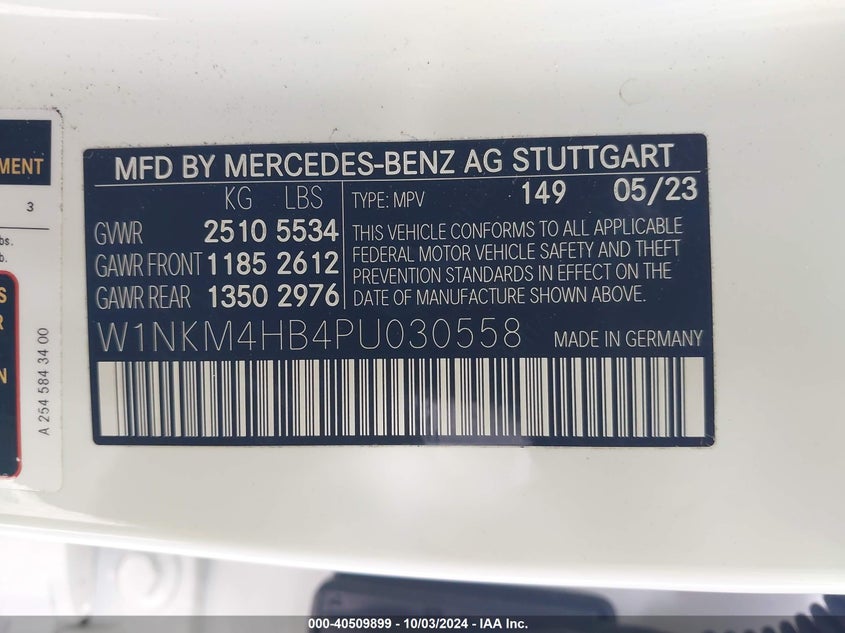 MENT
3
bs.
b.
S
R
N
A 254 584 34 00
MFD BY MERCEDES-BENZ AG STUTTGART
KG LBS TYPE: MPV 149 05/23
GVWR 2510 5534
GAWR FRONT 1185 2612
GAWR REAR 1350 2976
THIS VEHICLE CONFORMS TO ALL APPLICABLE
FEDERAL MOTOR VEHICLE SAFETY AND THEFT
PREVENTION STANDARDS IN EFFECT ON THE
DATE OF MANUFACTURE SHOWN ABOVE.
W1NKM4HB4PU030558 MADE IN GERMANY
000-40509899 - 10/03/2024 - IAA Inc.